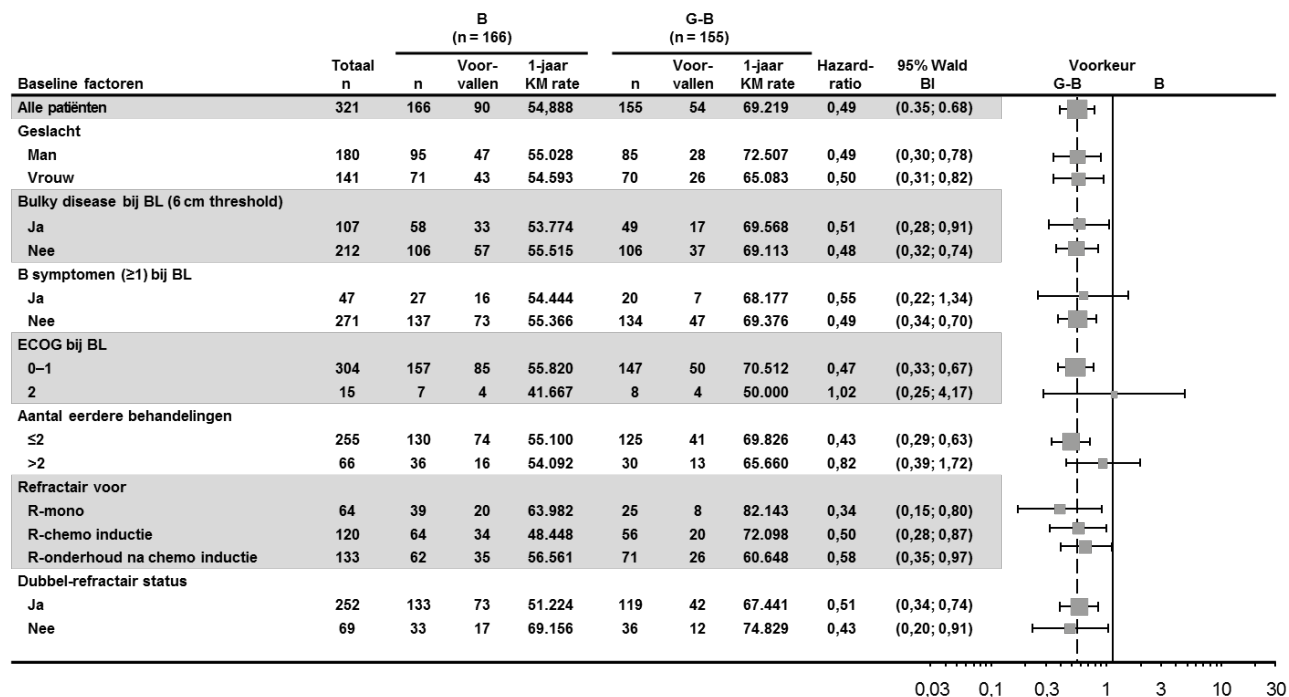 B G-B
(n = 166) (n = 155)
Totaal Voor- 1-jaar Voor- 1-jaar Hazard- 95% Wald Voorkeur
Baseline factoren n n vallen KM rate n vallen KM rate ratio BI G-B B
Alle patiënten 321 166 90 54,888 155 54 69.219 0,49 (0.35; 0.68)
Geslacht
Man 180 95 47 55.028 85 28 72.507 0,49 (0,30; 0,78)
Vrouw 141 71 43 54.593 70 26 65.083 0,50 (0,31; 0,82)
Bulky disease bij BL (6 cm threshold)
Ja 107 58 33 53.774 49 17 69.568 0,51 (0,28; 0,91)
Nee 212 106 57 55.515 106 37 69.113 0,48 (0,32; 0,74)
B symptomen (≥1) bij BL
Ja 47 27 16 54.444 20 7 68.177 0,55 (0,22; 1,34)
Nee 271 137 73 55.366 134 47 69.376 0,49 (0,34; 0,70)
ECOG bij BL
0–1 304 157 85 55.820 147 50 70.512 0,47 (0,33; 0,67)
2 15 7 4 41.667 8 4 50.000 1,02 (0,25; 4,17)
Aantal eerdere behandelingen
≤2 255 130 74 55.100 125 41 69.826 0,43 (0,29; 0,63)
>2 66 36 16 54.092 30 13 65.660 0,82 (0,39; 1,72)
Refractair voor
R-mono 64 39 20 63.982 25 8 82.143 0,34 (0,15; 0,80)
R-chemo inductie 120 64 34 48.448 56 20 72.098 0,50 (0,28; 0,87)
R-onderhoud na chemo inductie 133 62 35 56.561 71 26 60.648 0,58 (0,35; 0,97)
Dubbel-refractair status
Ja 252 133 73 51.224 119 42 67.441 0,51 (0,34; 0,74)
Nee 69 33 17 69.156 36 12 74.829 0,43 (0,20; 0,91)
0,03 0,1 0,3 1 3 10 30